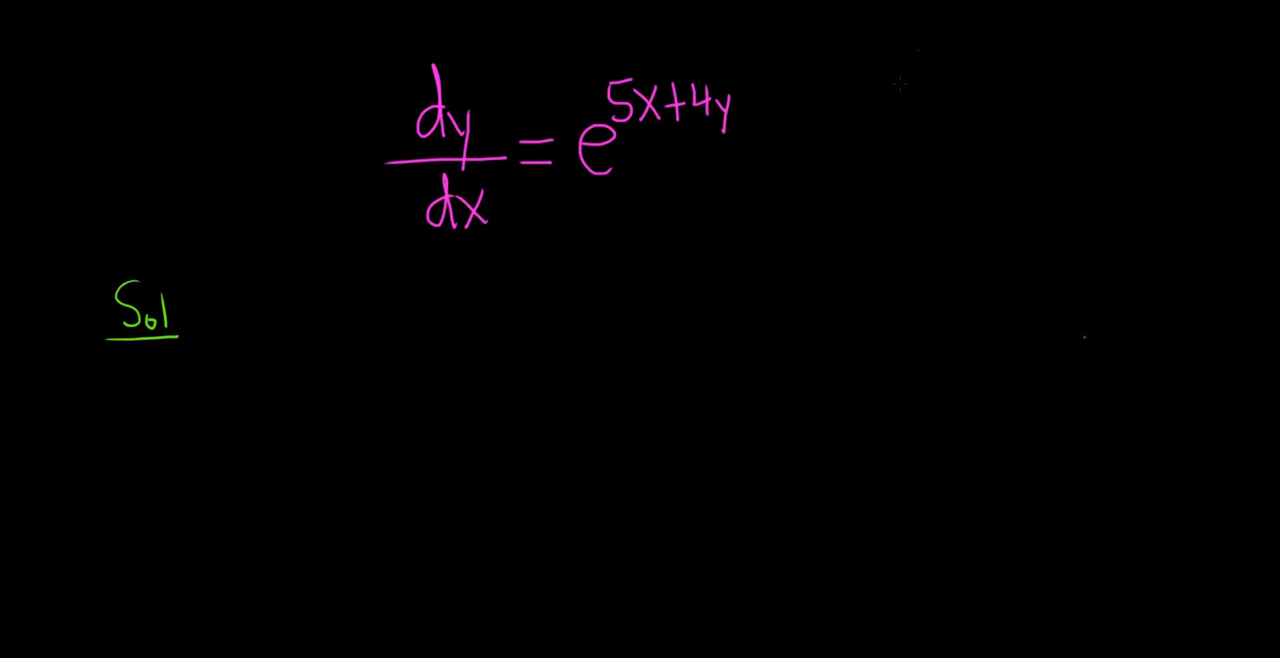 dy/dx = e^{5x+4y}
Sol